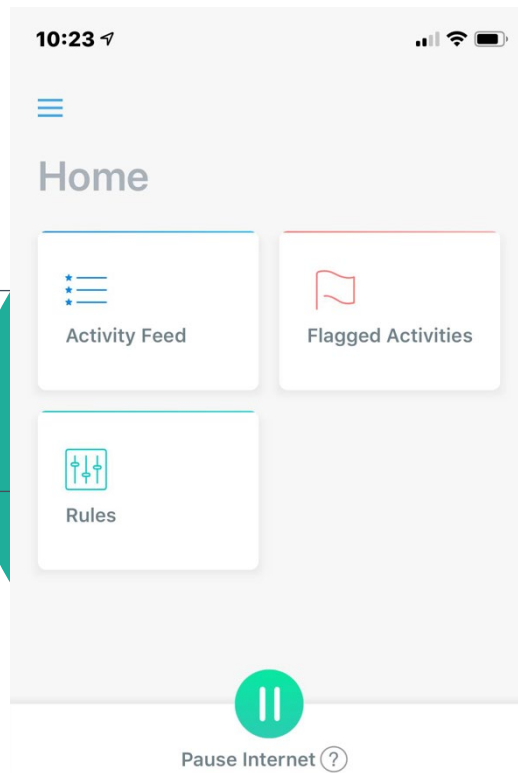 10:23
Home
Activity Feed
Flagged Activities
Rules
Pause Internet ?